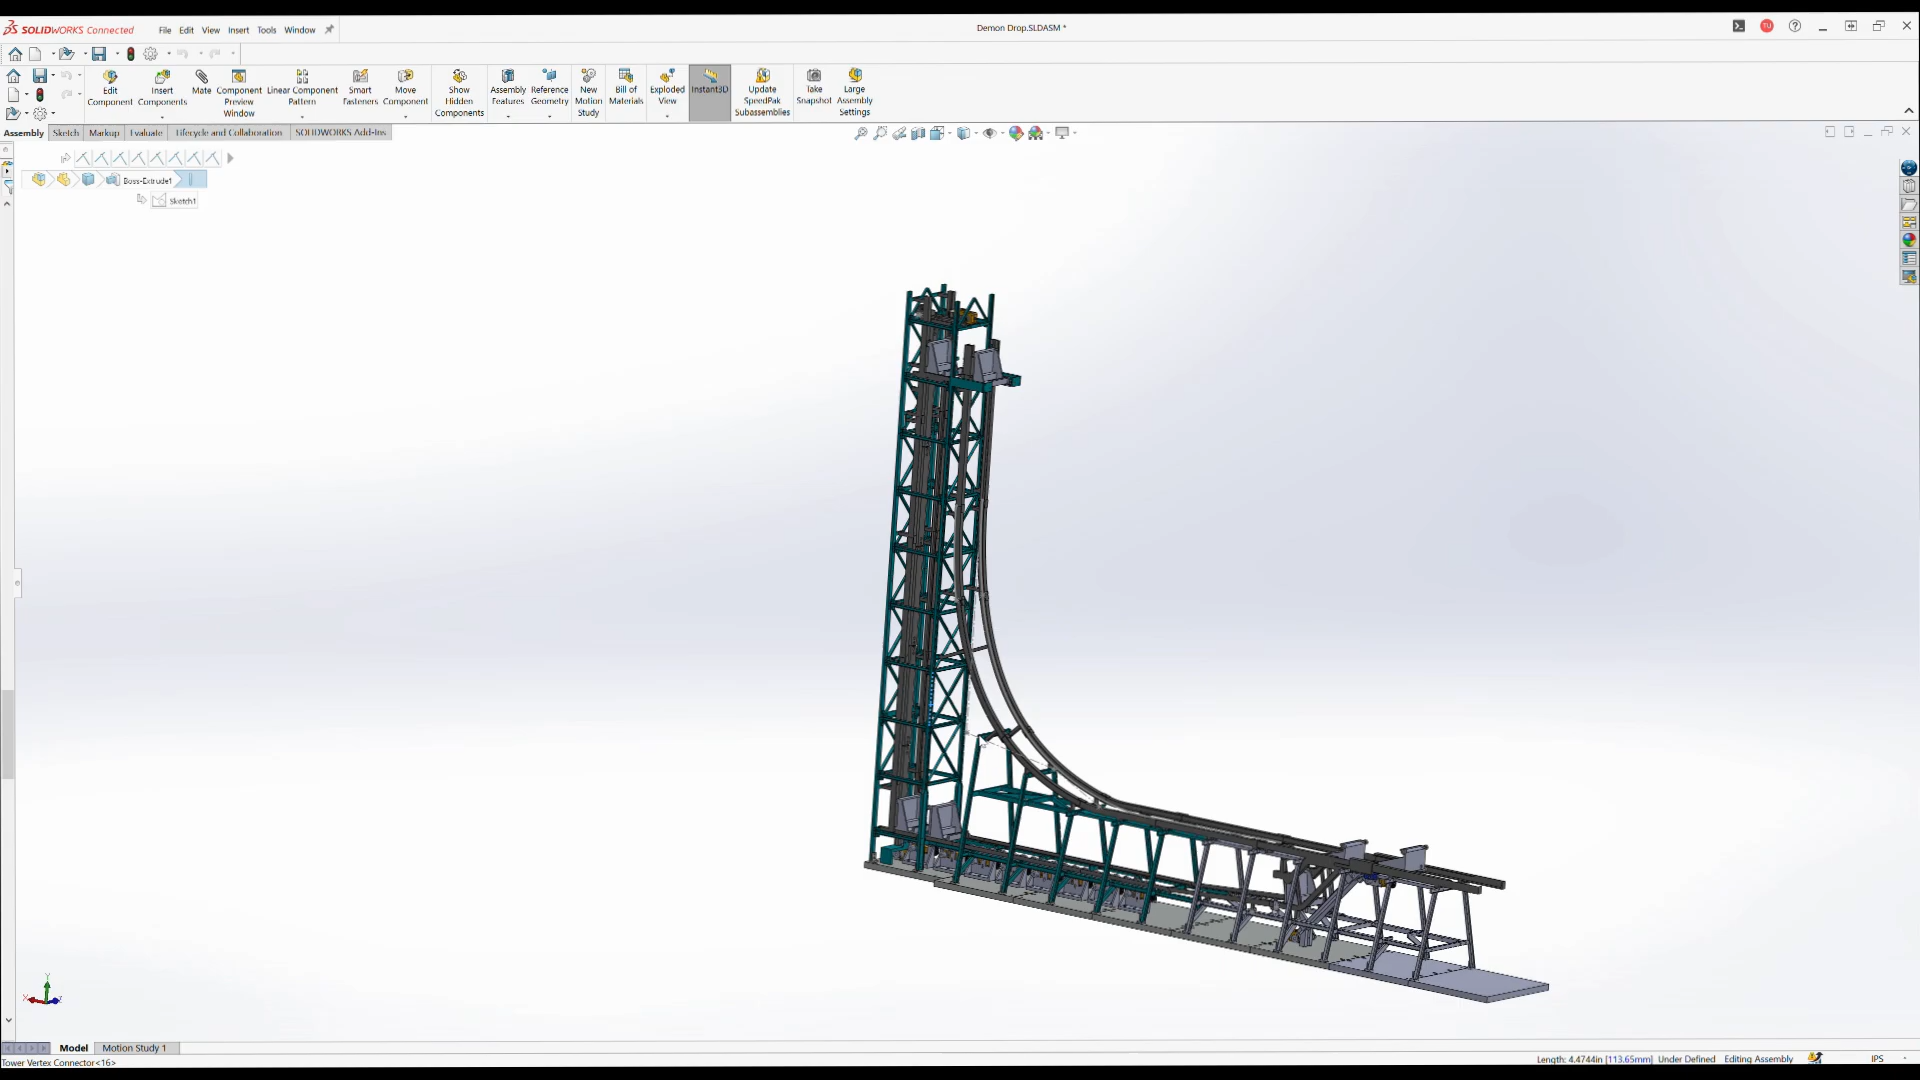 SOLIDWORKS Connected
File Edit View Insert Tools Window
Demon Drop.SLDASM *
Edit Component
Insert Components
Mate
Component Preview Window
Linear Component Pattern
Smart Fasteners
Move Component
Show Hidden Components
Assembly Features
Reference Geometry
New Motion Study
Bill of Materials
Exploded View
Instant3D
Update SpeedPak Subassemblies
Take Snapshot
Large Assembly Settings
Assembly Sketch Markup Evaluate Lifecycle and Collaboration SOLIDWORKS Add-Ins
Boss-Extrude1
Sketch1
Y
X
Z
Model Motion Study 1
Tower Vertex Connector<16>
Length: 4.4744in [113.65mm] Under Defined Editing Assembly IPS